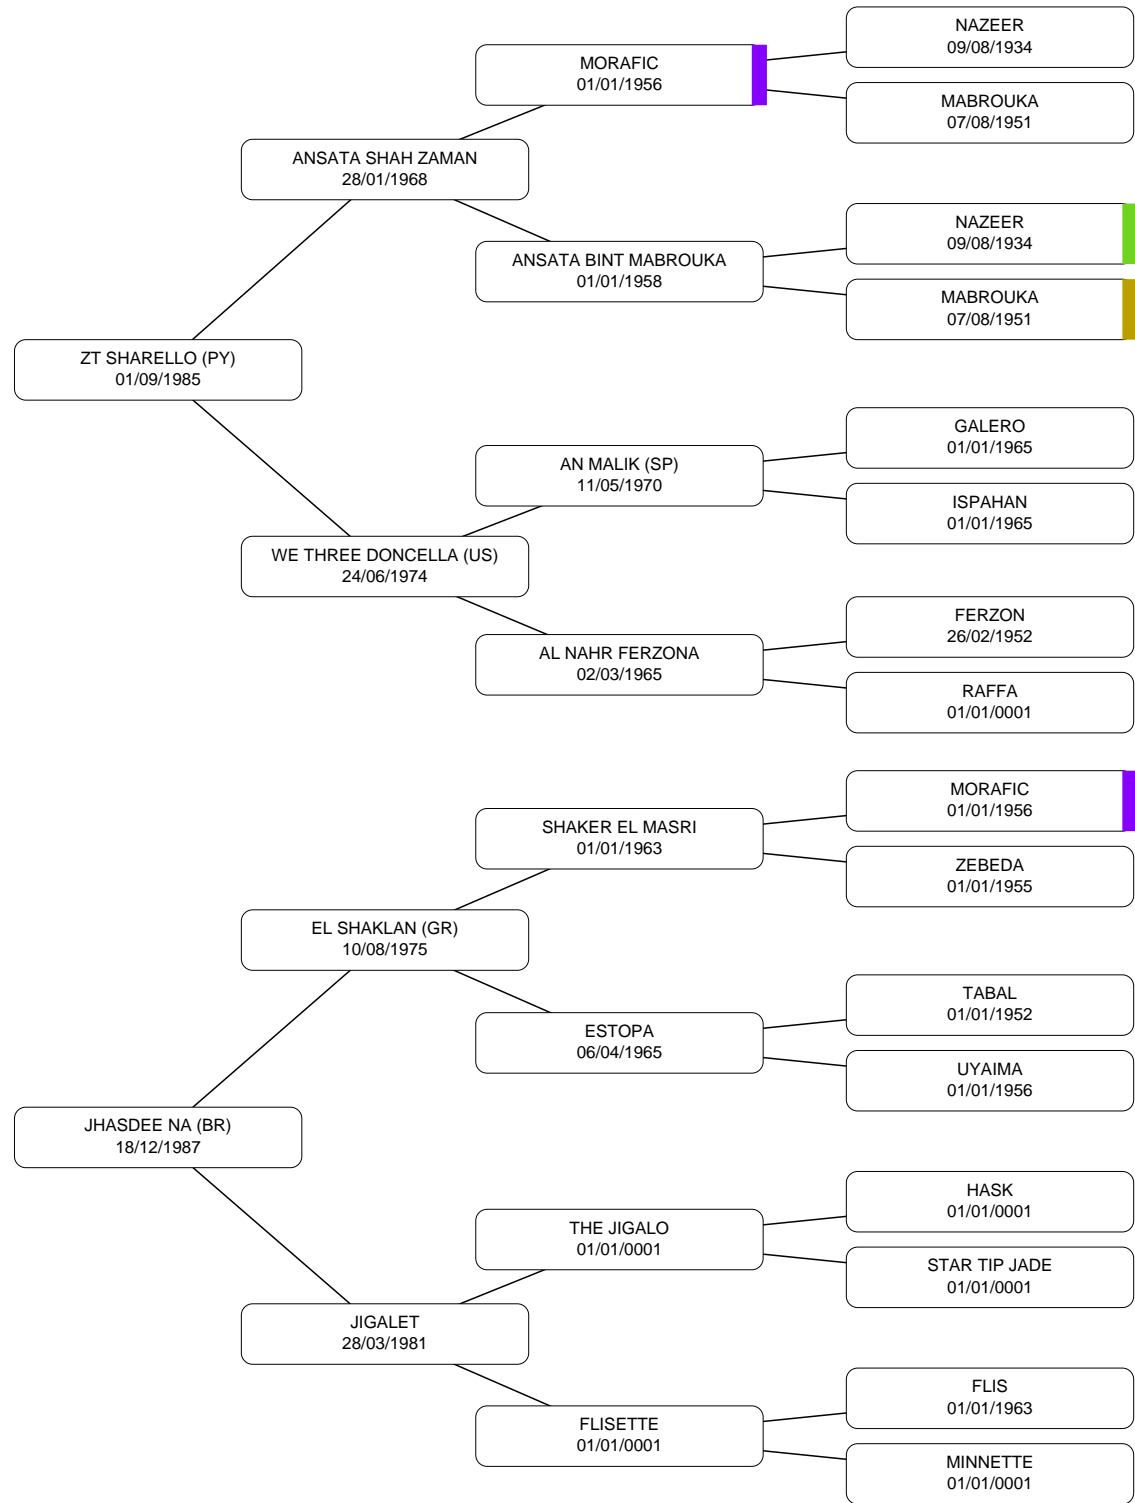 NAZEER
09/08/1934
MORAFIC
01/01/1956
MABROUKA
07/08/1951
ANSATA SHAH ZAMAN
28/01/1968
NAZEER
09/08/1934
ANSATA BINT MABROUKA
01/01/1958
MABROUKA
07/08/1951
ZT SHARELLO (PY)
01/09/1985
GALERO
01/01/1965
AN MALIK (SP)
11/05/1970
ISPAHAN
01/01/1965
WE THREE DONCELLA (US)
24/06/1974
FERZON
26/02/1952
AL NAHR FERZONA
02/03/1965
RAFFA
01/01/0001
MORAFIC
01/01/1956
SHAKER EL MASRI
01/01/1963
ZEBEDA
01/01/1955
EL SHAKLAN (GR)
10/08/1975
TABAL
01/01/1952
ESTOPA
06/04/1965
UYAIMA
01/01/1956
JHASDEE NA (BR)
18/12/1987
HASK
01/01/0001
THE JIGALO
01/01/0001
STAR TIP JADE
01/01/0001
JIGALET
28/03/1981
FLIS
01/01/1963
FLISETTE
01/01/0001
MINNETTE
01/01/0001